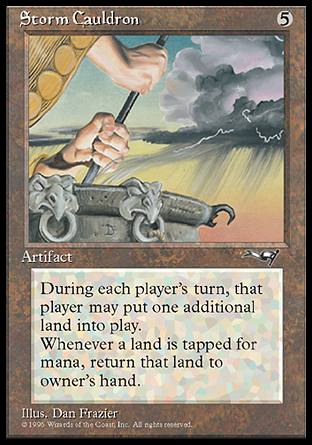 Storm Cauldron 5
Artifact
During each player's turn, that
player may put one additional
land into play.
Whenever a land is tapped for
mana, return that land to
owner's hand.
Illus. Dan Frazier
© 1996 Wizards of the Coast, Inc. All rights reserved.